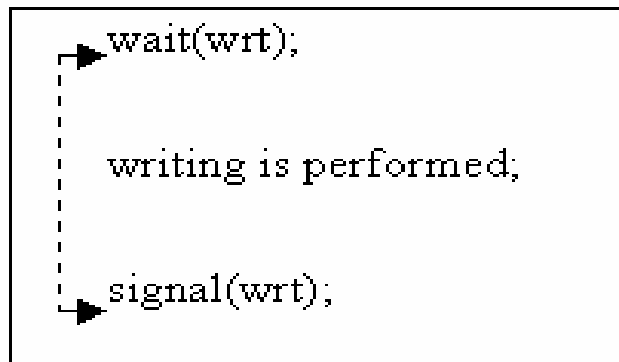 wait(wrt);
writing is performed;
signal(wrt);